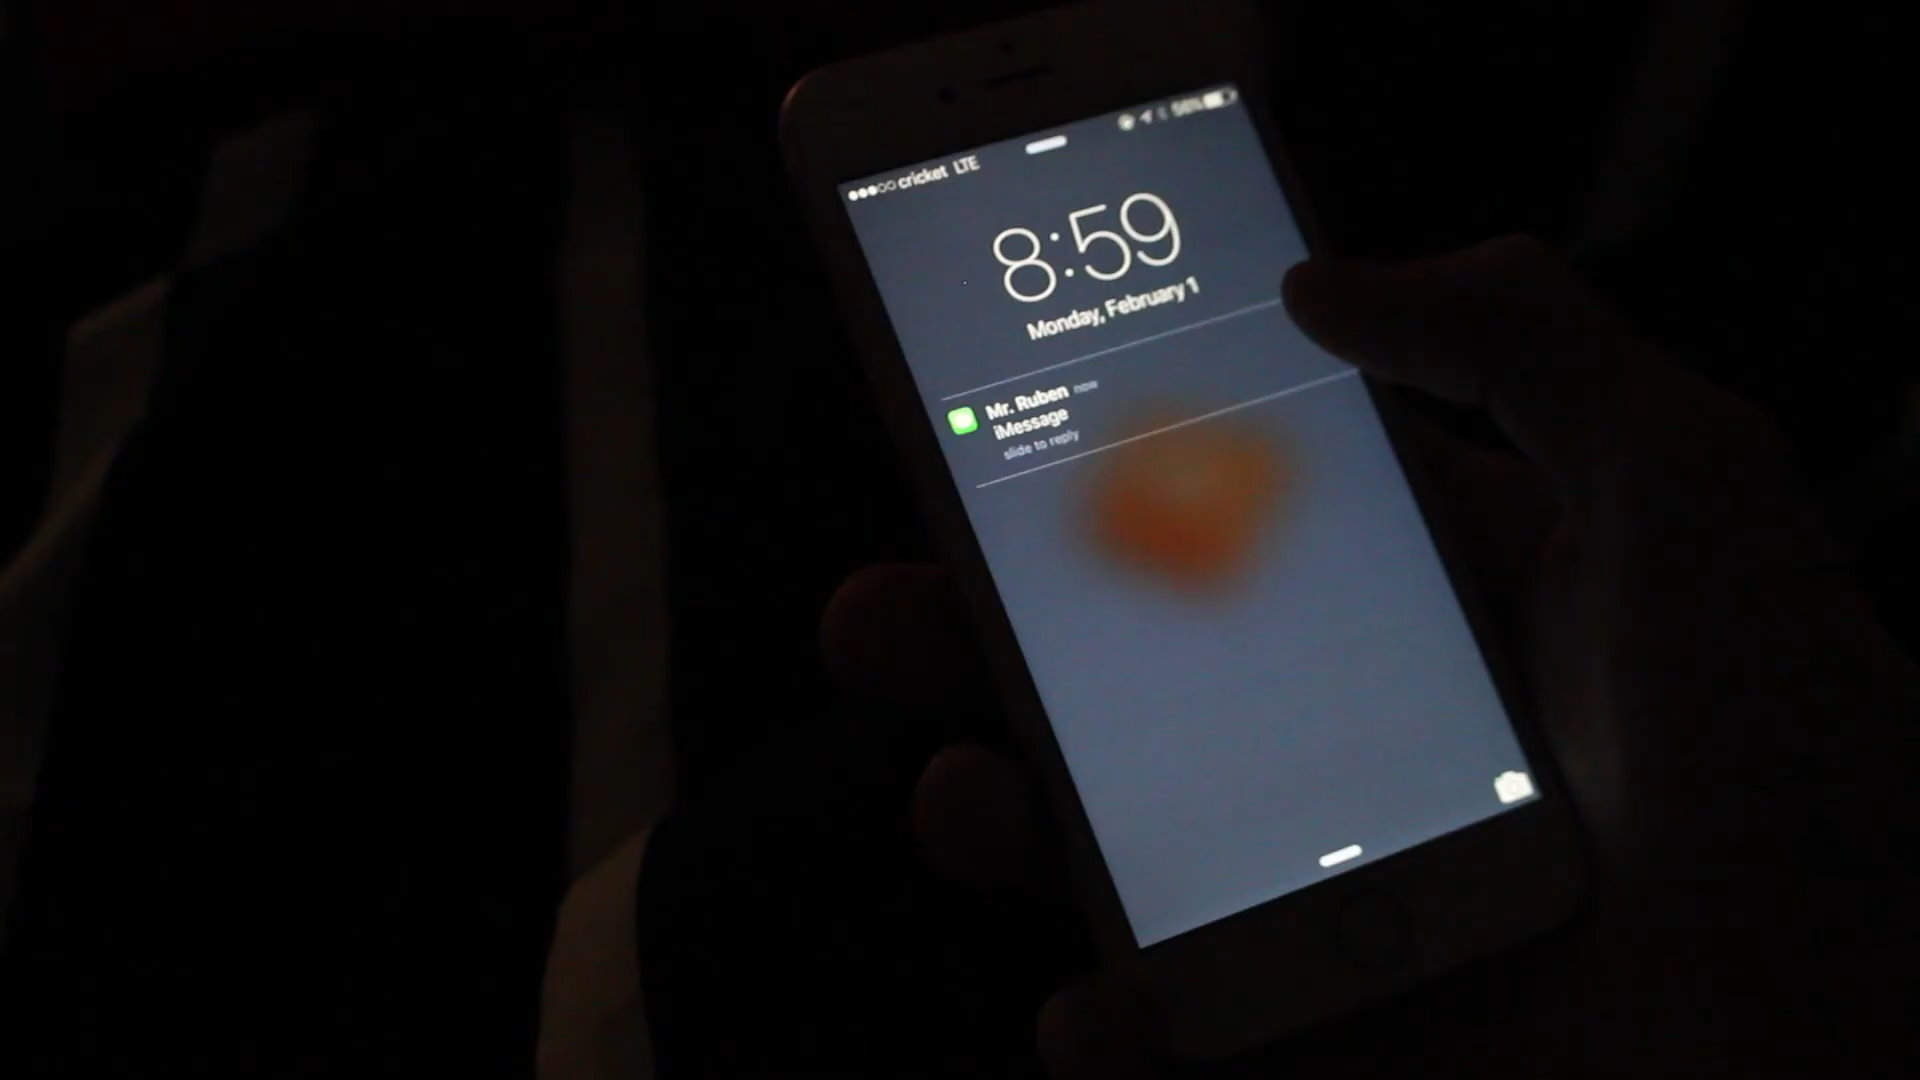 cricket LTE
8:59
Monday, February 1
Mr. Ruben now
iMessage
slide to reply